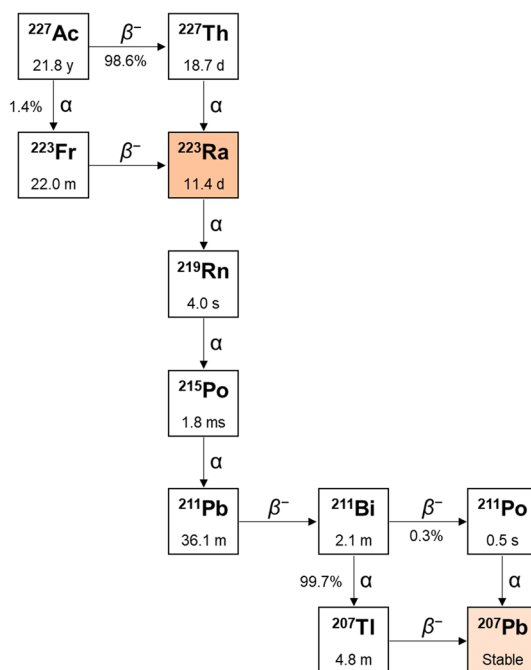 ²²⁷Ac β⁻ ²²⁷Th
21.8 y 98.6% 18.7 d
1.4% α α
²²³Fr β⁻ ²²³Ra
22.0 m 11.4 d
α
²¹⁹Rn
4.0 s
α
²¹⁵Po
1.8 ms
α
²¹¹Pb β⁻ ²¹¹Bi β⁻ ²¹¹Po
36.1 m 2.1 m 0.3% 0.5 s
99.7% α α
²⁰⁷Tl β⁻ ²⁰⁷Pb
4.8 m Stable